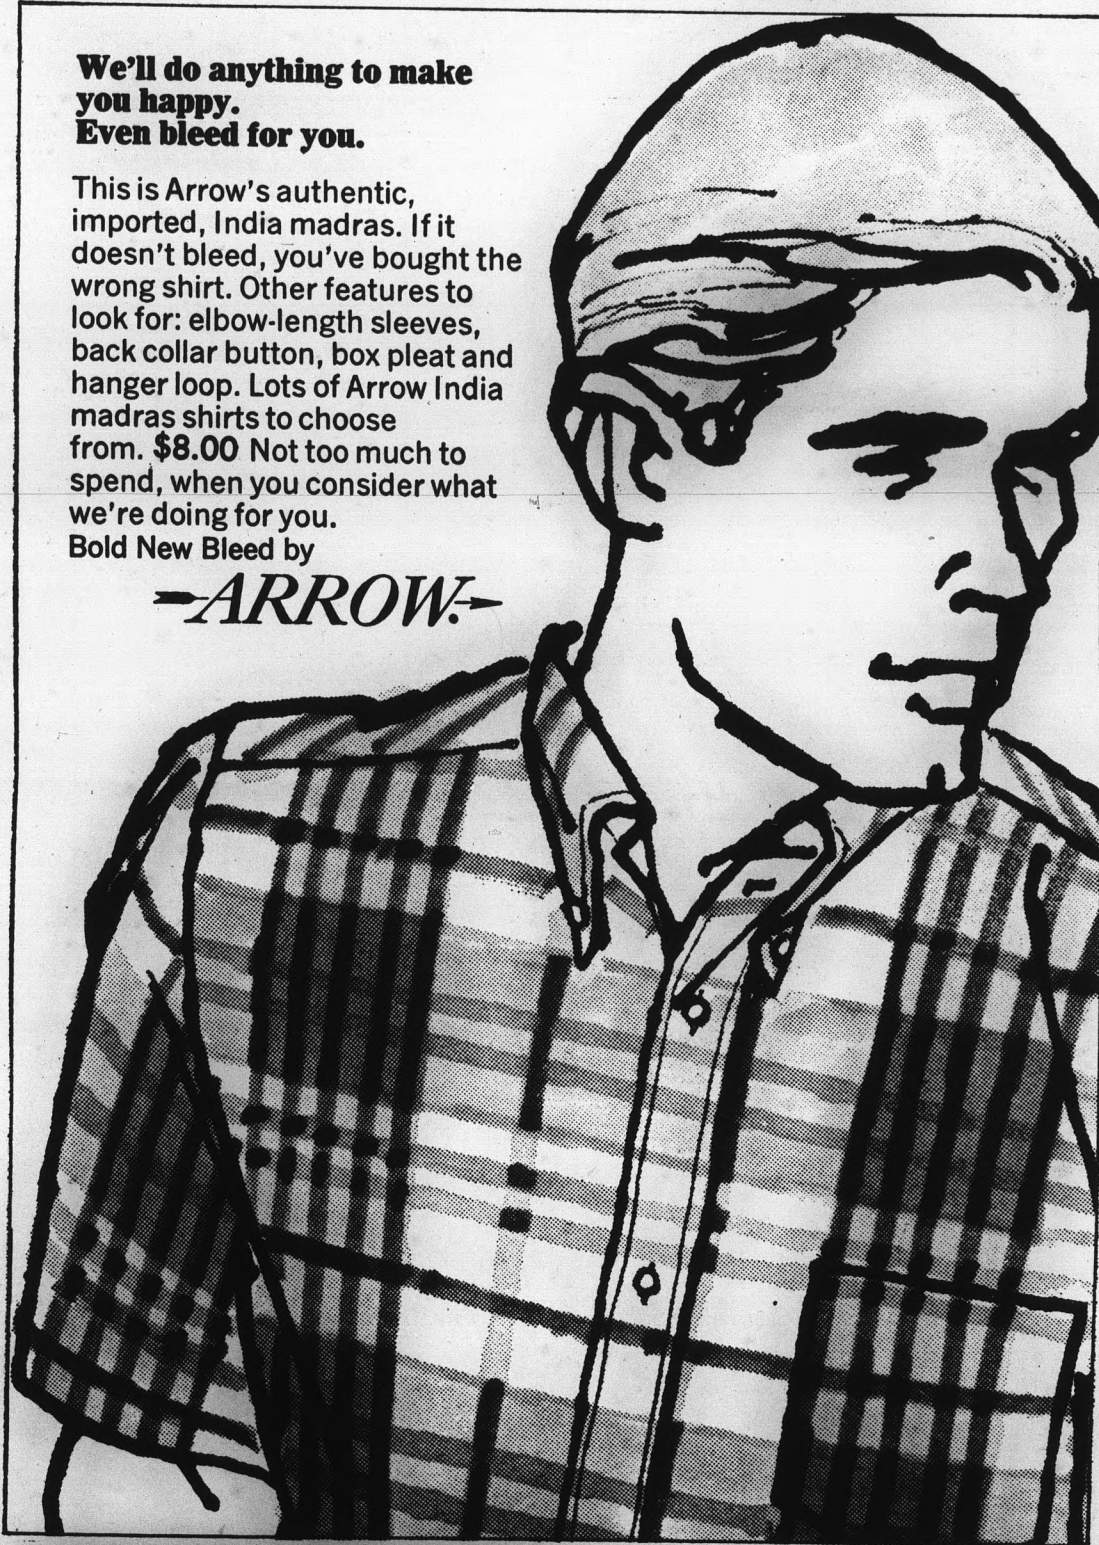 We'll do anything to make
you happy.
Even bleed for you.
This is Arrow's authentic,
imported, India madras. If it
doesn't bleed, you've bought the
wrong shirt. Other features to
look for: elbow-length sleeves,
back collar button, box pleat and
hanger loop. Lots of Arrow India
madras shirts to choose
from. $8.00 Not too much to
spend, when you consider what
we're doing for you.
Bold New Bleed by
ARROW.